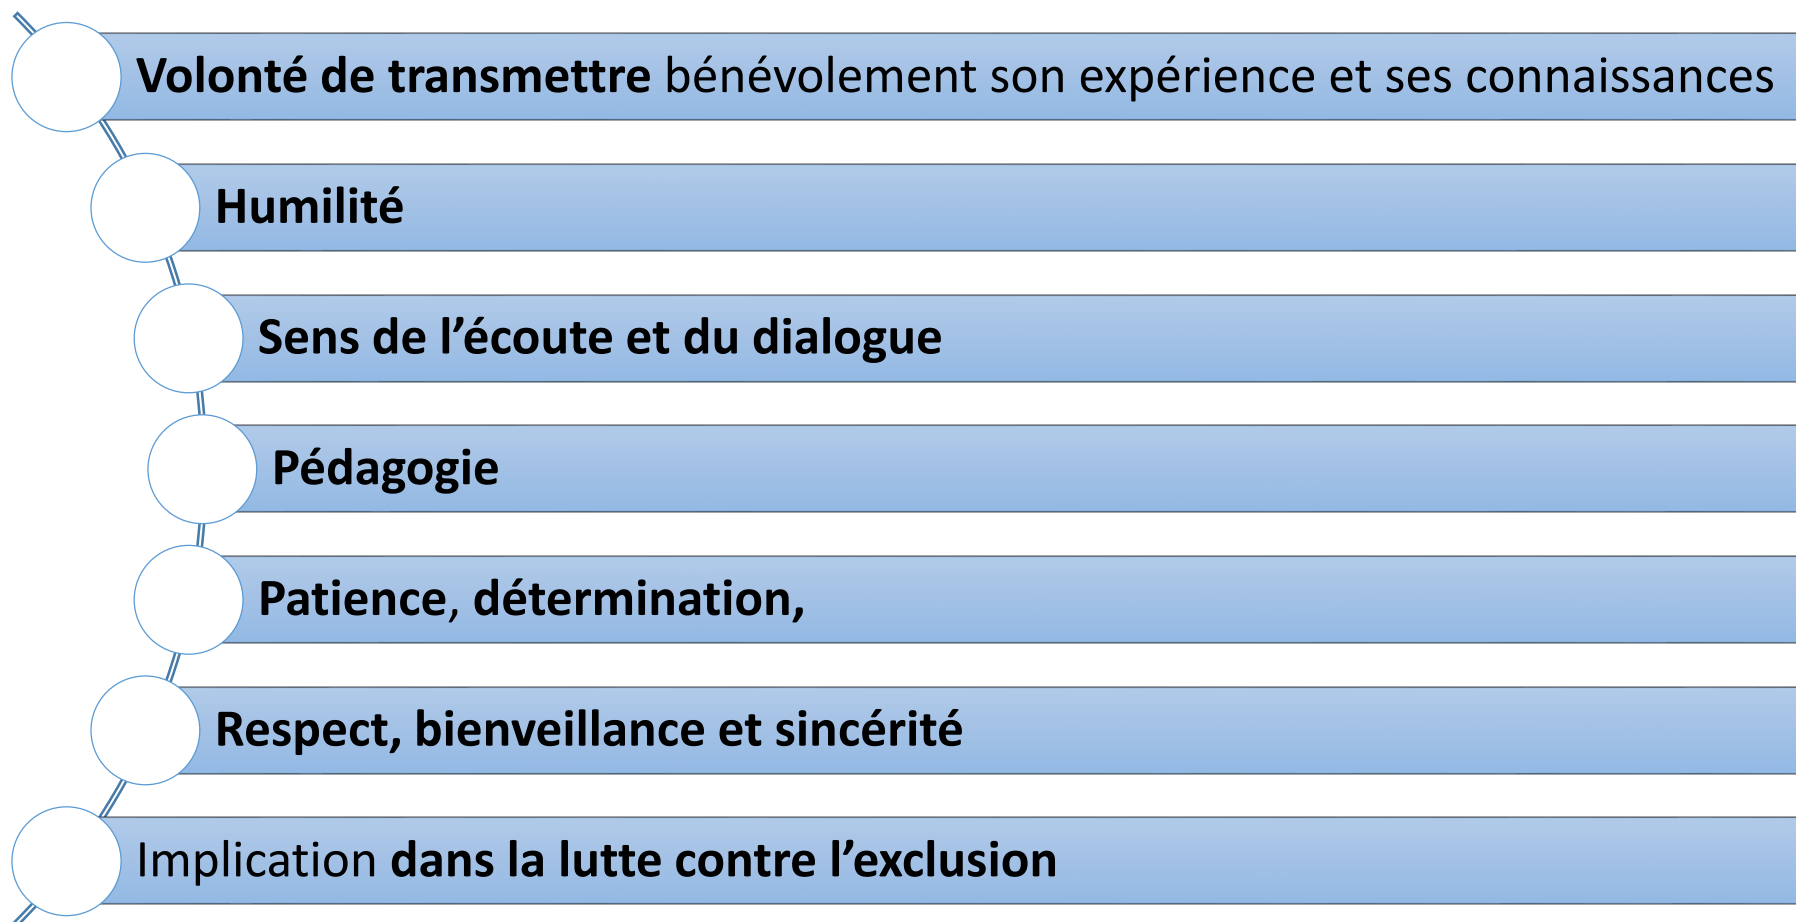 Volonté de transmettre bénévolement son expérience et ses connaissances
Humilité
Sens de l’écoute et du dialogue
Pédagogie
Patience, détermination,
Respect, bienveillance et sincérité
Implication dans la lutte contre l’exclusion